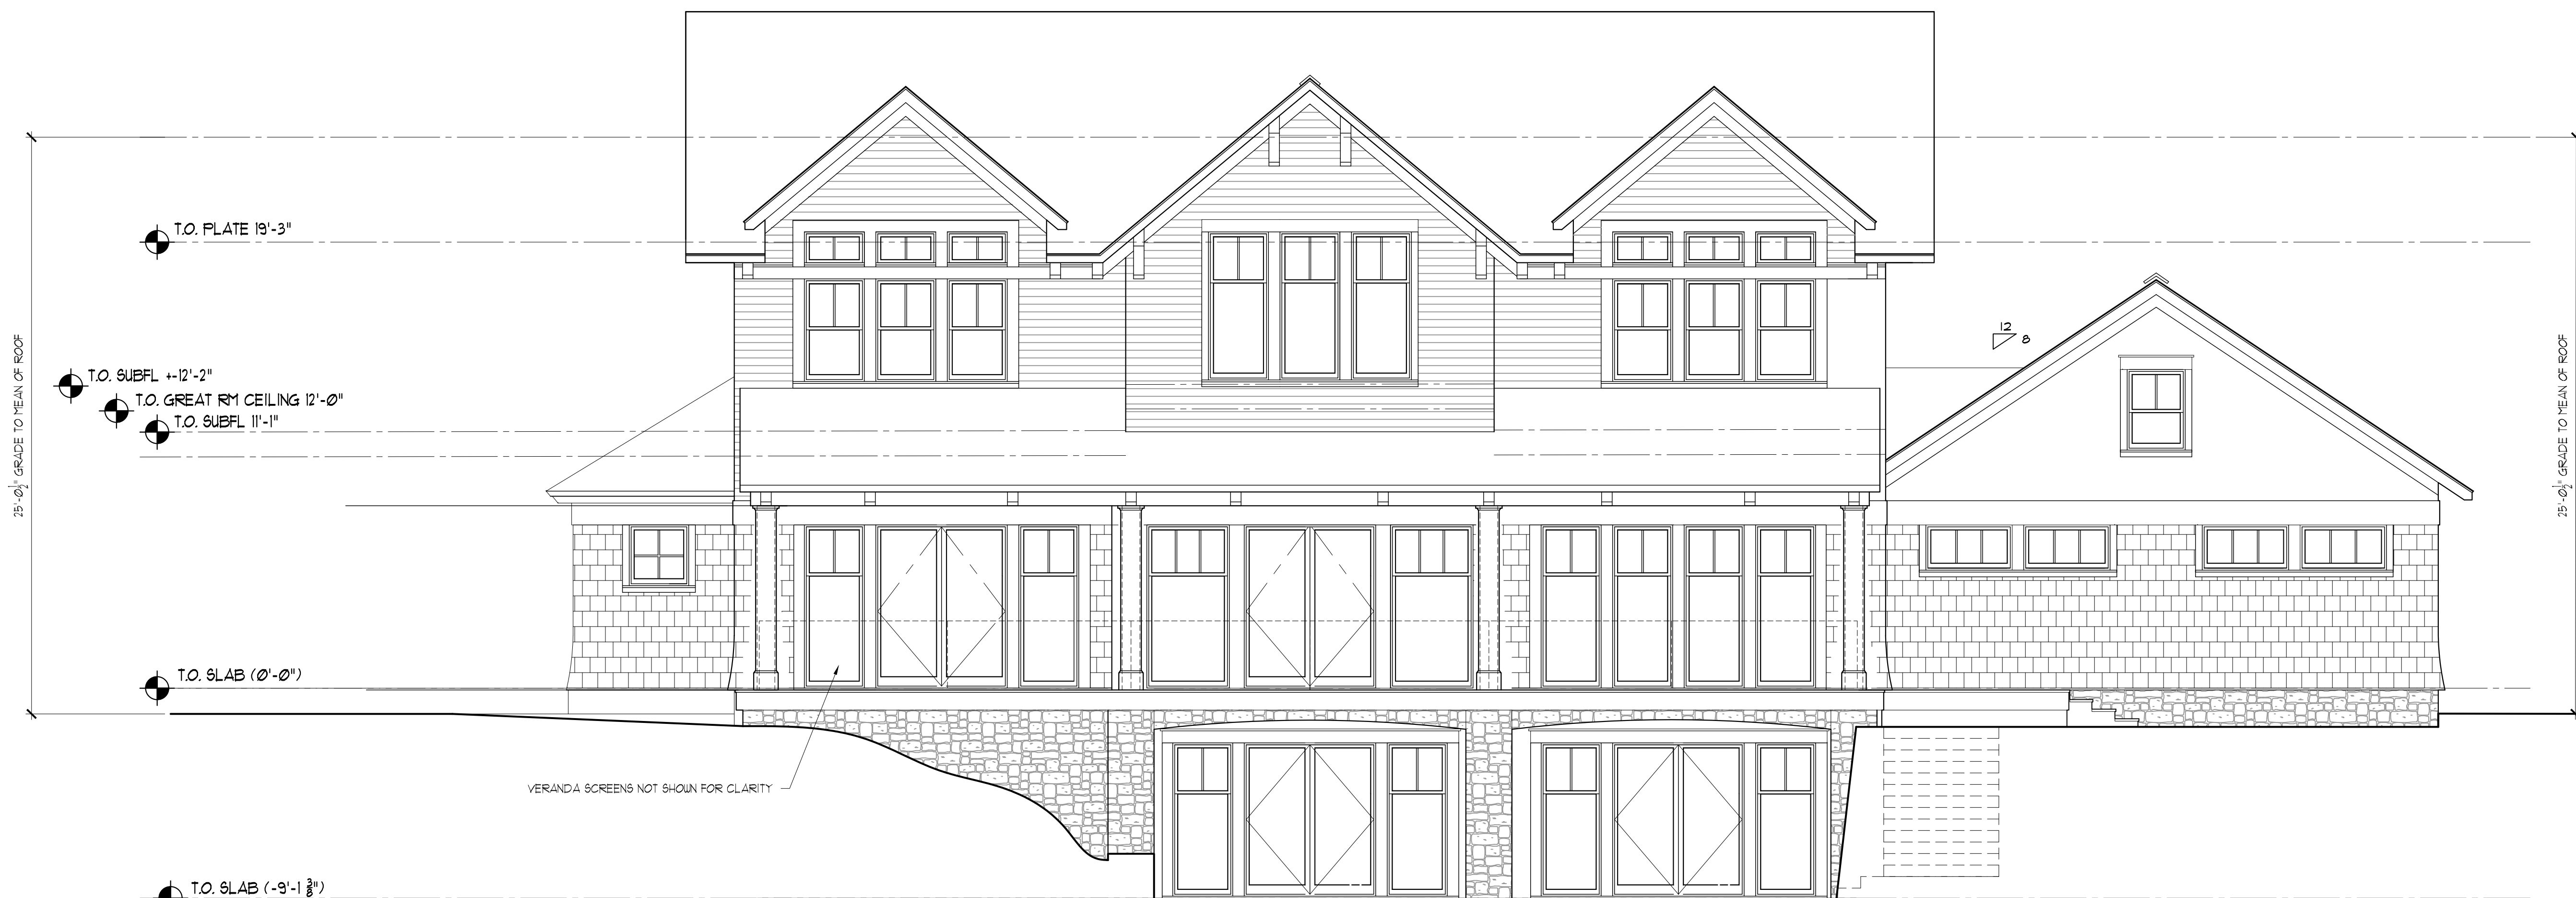 T.O. PLATE 19'-3"
12
8
T.O. SUBFL +-12'-2"
T.O. GREAT RM CEILING 12'-0"
T.O. SUBFL 11'-1"
25'-0 1/2" GRADE TO MEAN OF ROOF
25'-0 1/2" GRADE TO MEAN OF ROOF
T.O. SLAB (0'-0")
VERANDA SCREENS NOT SHOWN FOR CLARITY
T.O. SLAB (-9'-1 3/8")